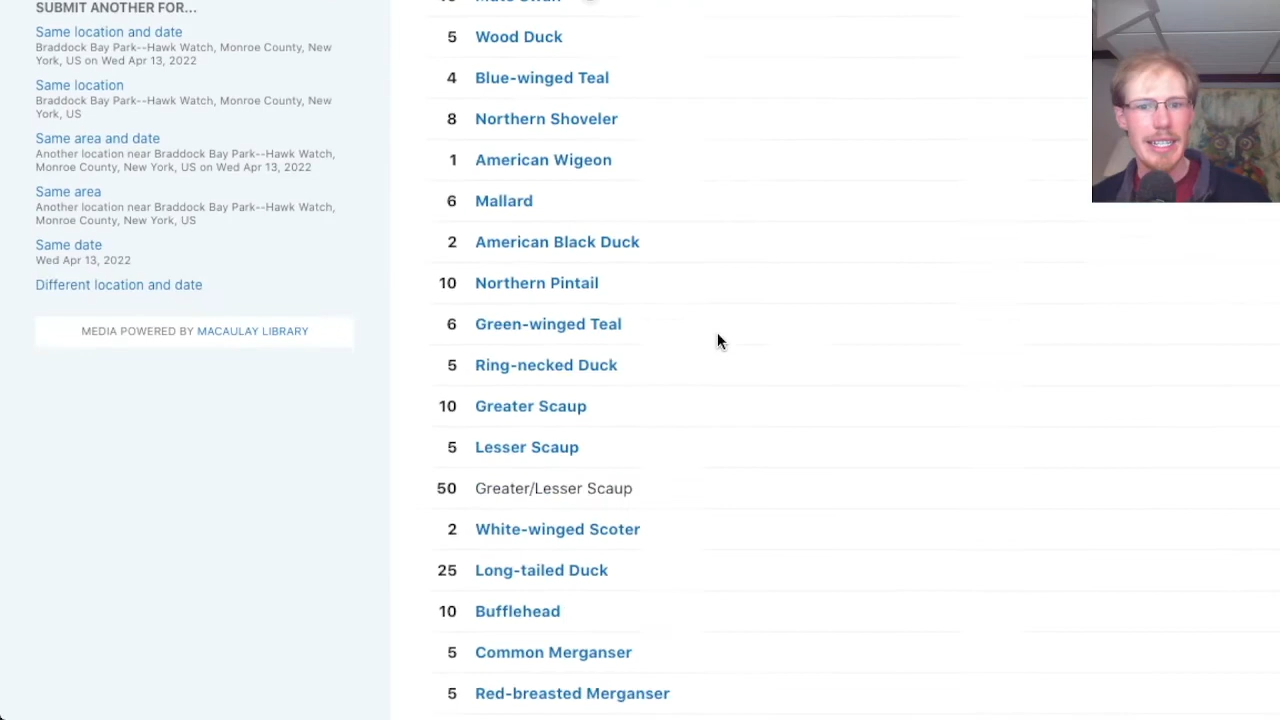 SUBMIT ANOTHER FOR...
Same location and date
Braddock Bay Park--Hawk Watch, Monroe County, New
York, US on Wed Apr 13, 2022
Same location
Braddock Bay Park--Hawk Watch, Monroe County, New
York, US
Same area and date
Another location near Braddock Bay Park--Hawk Watch,
Monroe County, New York, US on Wed Apr 13, 2022
Same area
Another location near Braddock Bay Park--Hawk Watch,
Monroe County, New York, US
Same date
Wed Apr 13, 2022
Different location and date
MEDIA POWERED BY MACAULAY LIBRARY
5 Wood Duck
4 Blue-winged Teal
8 Northern Shoveler
1 American Wigeon
6 Mallard
2 American Black Duck
10 Northern Pintail
6 Green-winged Teal
5 Ring-necked Duck
10 Greater Scaup
5 Lesser Scaup
50 Greater/Lesser Scaup
2 White-winged Scoter
25 Long-tailed Duck
10 Bufflehead
5 Common Merganser
5 Red-breasted Merganser